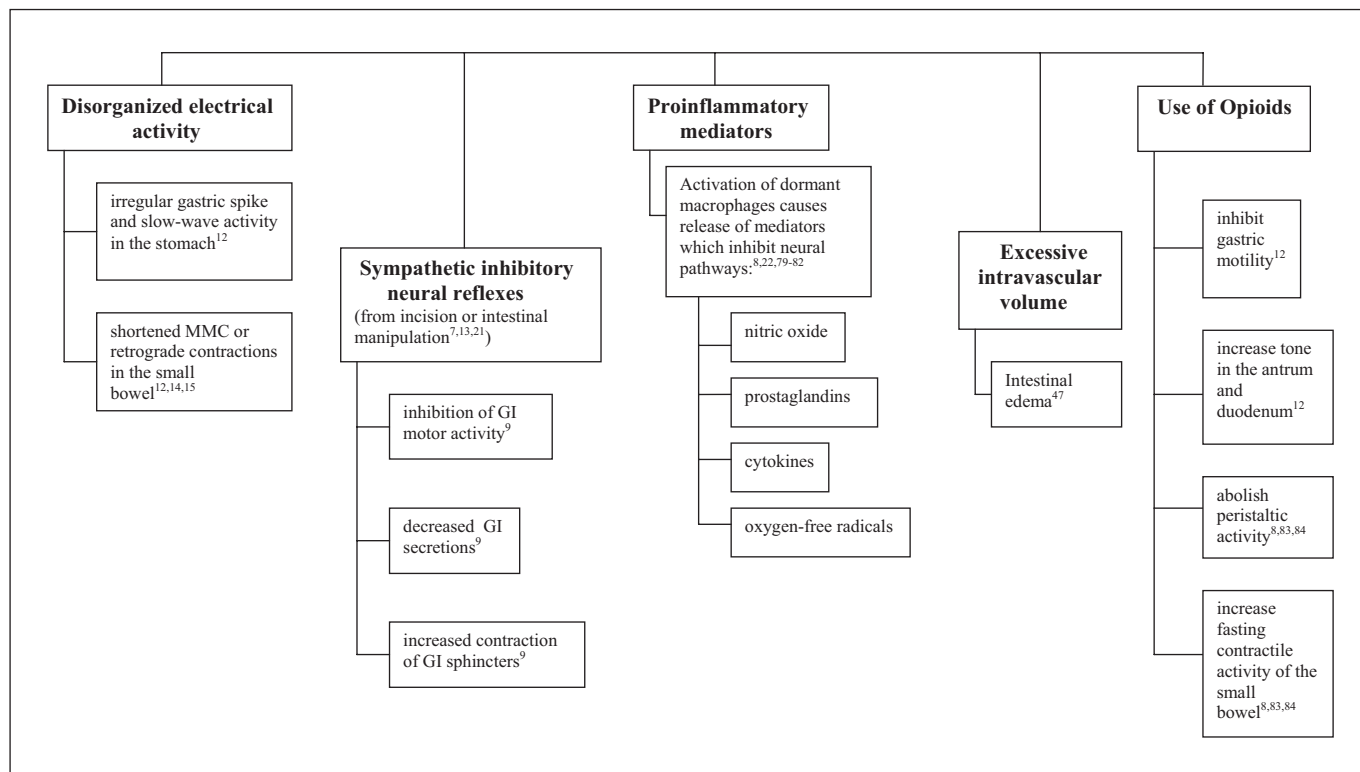 Disorganized electrical
activity
irregular gastric spike
and slow-wave activity
in the stomach12
shortened MMC or
retrograde contractions
in the small
bowel12,14,15
Sympathetic inhibitory
neural reflexes
(from incision or intestinal
manipulation7,13,21)
inhibition of GI
motor activity9
decreased GI
secretions9
increased contraction
of GI sphincters9
Proinflammatory
mediators
Activation of dormant
macrophages causes
release of mediators
which inhibit neural
pathways:8,22,79-82
nitric oxide
prostaglandins
cytokines
oxygen-free radicals
Excessive
intravascular
volume
Intestinal
edema47
Use of Opioids
inhibit
gastric
motility12
increase tone
in the antrum
and
duodenum12
abolish
peristaltic
activity8,83,84
increase
fasting
contractile
activity of the
small
bowel8,83,84